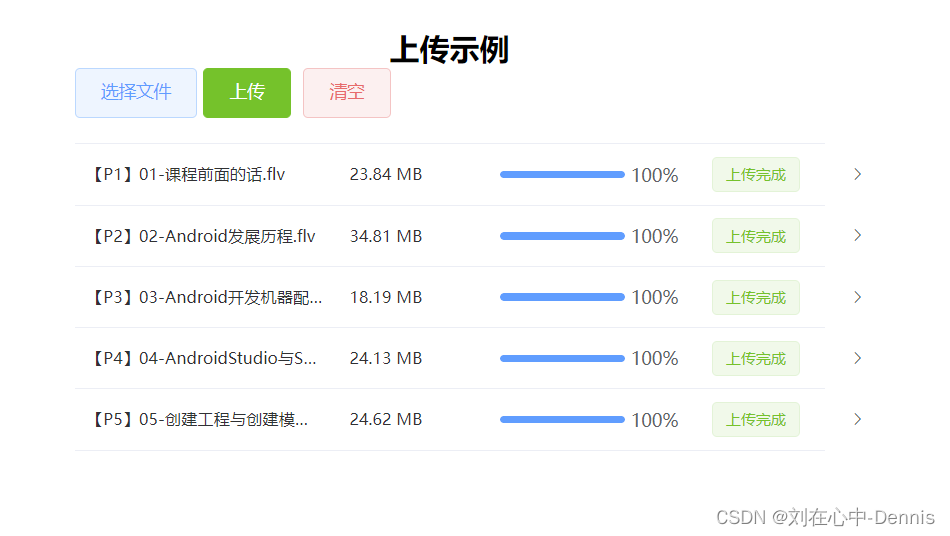 上传示例
选择文件 上传 清空
【P1】01-课程前面的话.flv 23.84 MB 100% 上传完成
【P2】02-Android发展历程.flv 34.81 MB 100% 上传完成
【P3】03-Android开发机器配... 18.19 MB 100% 上传完成
【P4】04-AndroidStudio与S... 24.13 MB 100% 上传完成
【P5】05-创建工程与创建模... 24.62 MB 100% 上传完成
CSDN @刘在心中-Dennis